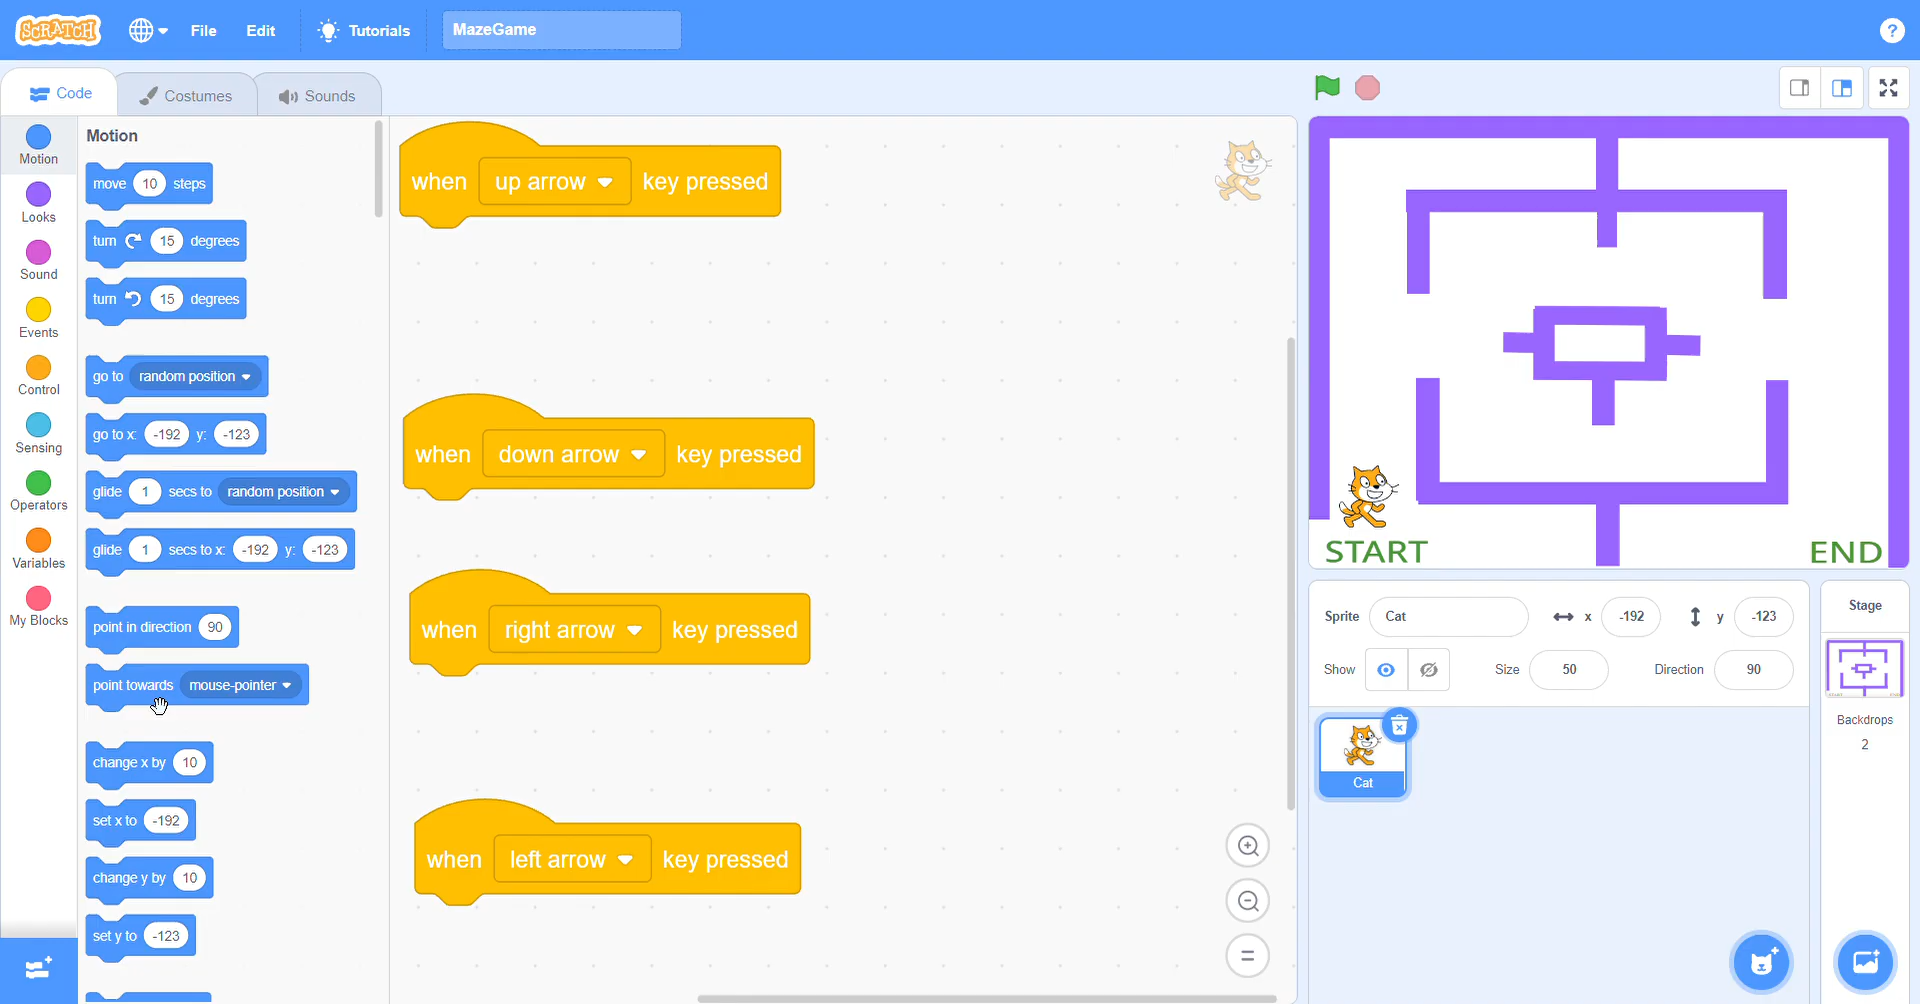 SCRATCH File Edit Tutorials MazeGame ?
Code Costumes Sounds
Motion
Looks
Sound
Events
Control
Sensing
Operators
Variables
My Blocks
Motion
move 10 steps
turn 15 degrees
turn 15 degrees
go to random position
go to x: -192 y: -123
glide 1 secs to random position
glide 1 secs to x: -192 y: -123
point in direction 90
point towards mouse-pointer
change x by 10
set x to -192
change y by 10
set y to -123
when up arrow key pressed
when down arrow key pressed
when right arrow key pressed
when left arrow key pressed
START END
Sprite Cat x -192 y -123
Show Size 50 Direction 90
Cat
Stage
Backdrops
2